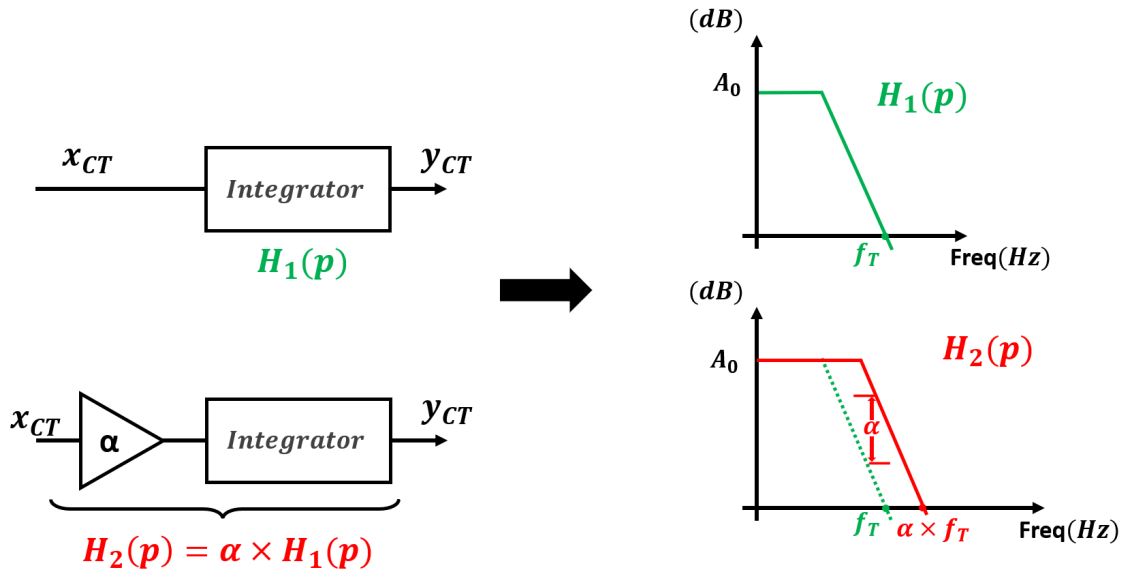 x_CT
Integrator
y_CT
H_1(p)
x_CT
α
Integrator
y_CT
H_2(p) = α × H_1(p)
(dB)
A_0
H_1(p)
f_T
Freq(Hz)
(dB)
A_0
H_2(p)
α
f_T
α × f_T
Freq(Hz)